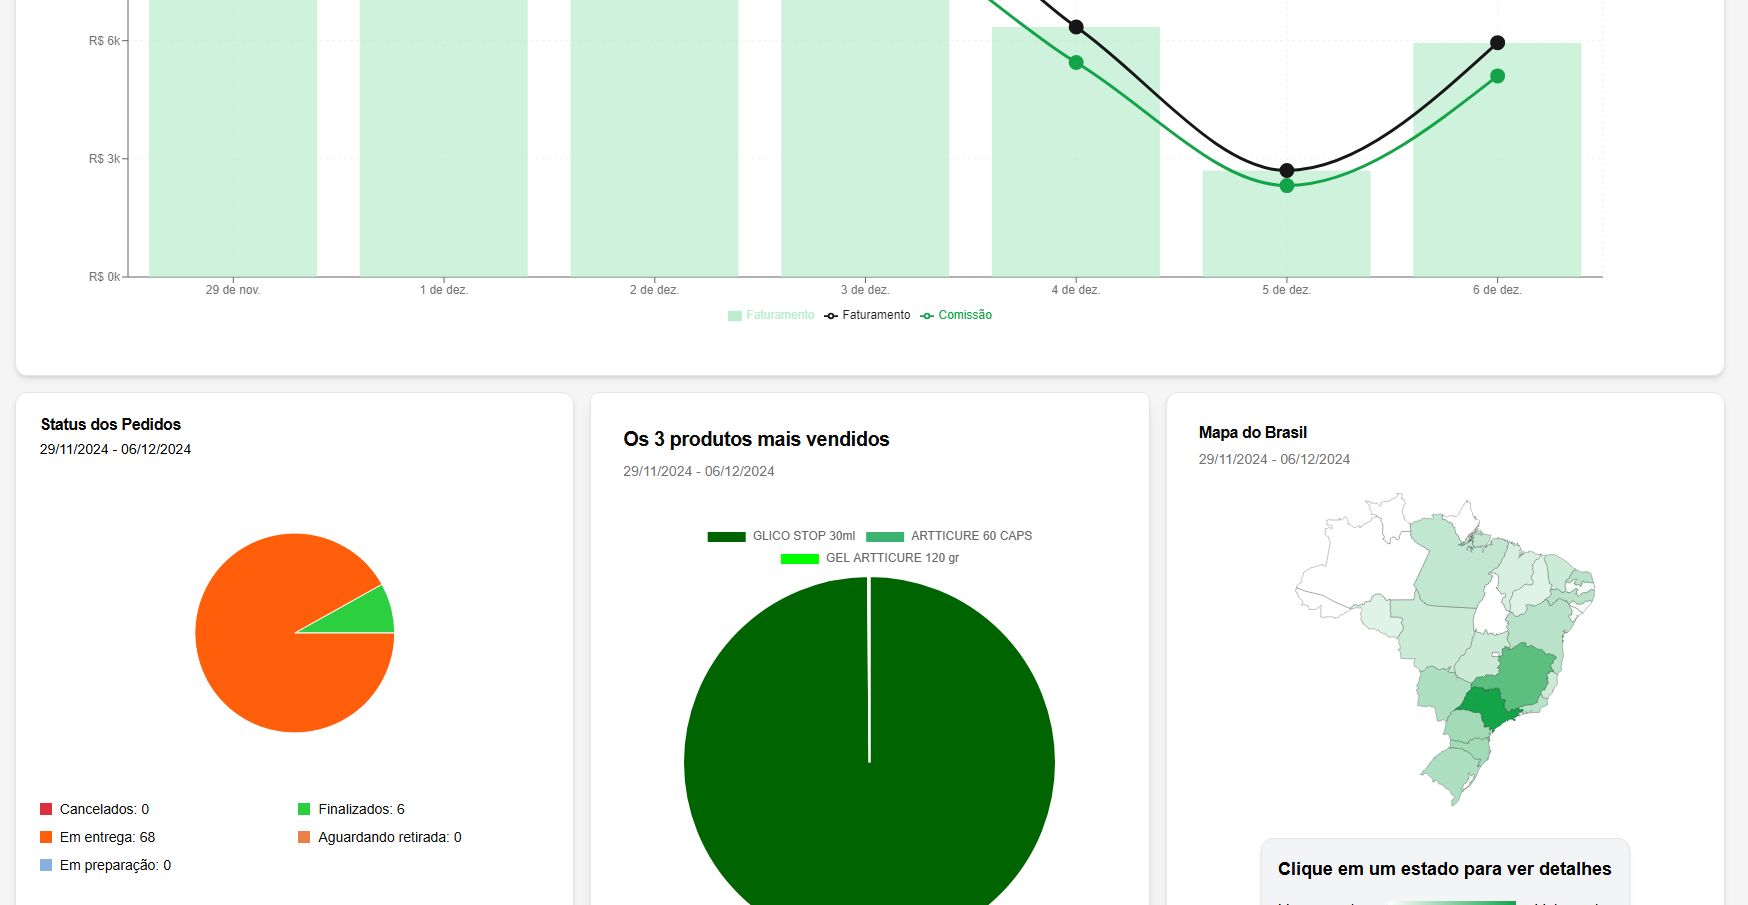 R$ 6k
R$ 3k
R$ 0k
29 de nov.
1 de dez.
2 de dez.
3 de dez.
4 de dez.
5 de dez.
6 de dez.
Faturamento Faturamento Comissão
Status dos Pedidos
29/11/2024 - 06/12/2024
Cancelados: 0
Finalizados: 6
Em entrega: 68
Aguardando retirada: 0
Em preparação: 0
Os 3 produtos mais vendidos
29/11/2024 - 06/12/2024
GLICO STOP 30ml ARTTICURE 60 CAPS
GEL ARTTICURE 120 gr
Mapa do Brasil
29/11/2024 - 06/12/2024
Clique em um estado para ver detalhes